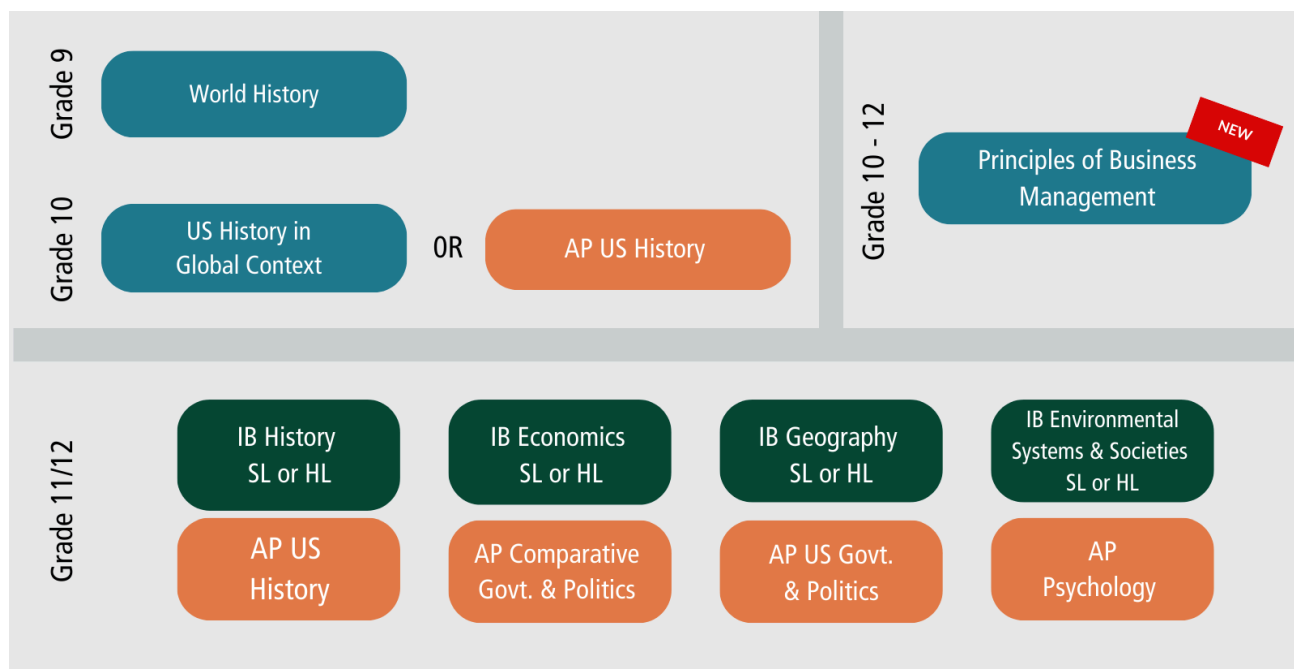 Grade 9
World History
Grade 10
US History in
Global Context
OR
AP US History
Grade 10 - 12
Principles of Business
Management
NEW
Grade 11/12
IB History
SL or HL
IB Economics
SL or HL
IB Geography
SL or HL
IB Environmental
Systems & Societies
SL or HL
AP US
History
AP Comparative
Govt. & Politics
AP US Govt.
& Politics
AP
Psychology